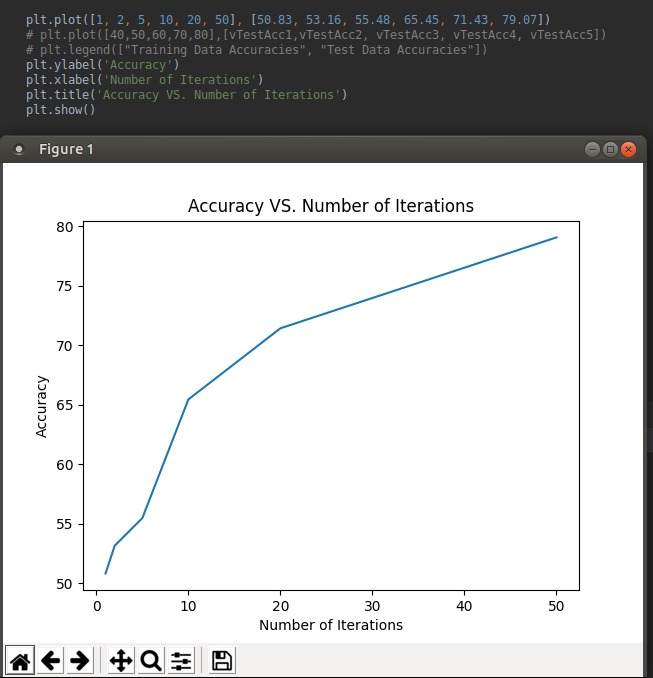 plt.plot([1, 2, 5, 10, 20, 50], [50.83, 53.16, 55.48, 65.45, 71.43, 79.07])
# plt.plot([40,50,60,70,80],[vTestAcc1,vTestAcc2, vTestAcc3, vTestAcc4, vTestAcc5])
# plt.legend(["Training Data Accuracies", "Test Data Accuracies"])
plt.ylabel('Accuracy')
plt.xlabel('Number of Iterations')
plt.title('Accuracy VS. Number of Iterations')
plt.show()
Figure 1
Accuracy VS. Number of Iterations
80
75
70
65
60
55
50
Accuracy
0 10 20 30 40 50
Number of Iterations